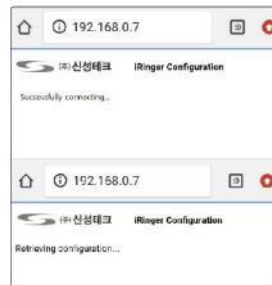 192.168.0.7
(주)신성테크 iRinger Configuration
Successfully connecting...
192.168.0.7
(주)신성테크 iRinger Configuration
Retrieving configuration...